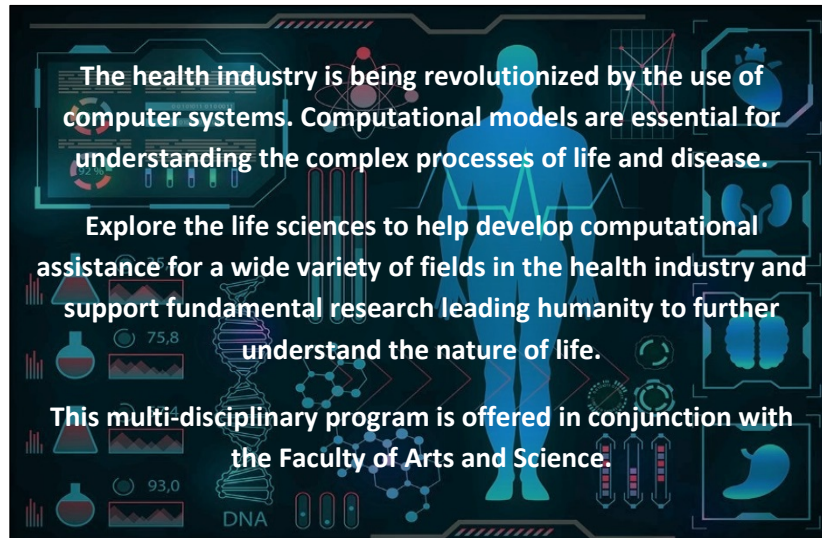 The health industry is being revolutionized by the use of
computer systems. Computational models are essential for
understanding the complex processes of life and disease.
92 %
Explore the life sciences to help develop computational
assistance for a wide variety of fields in the health industry and
support fundamental research leading humanity to further
75,8
understand the nature of life.
This multi-disciplinary program is offered in conjunction with
the Faculty of Arts and Science.
93,0
DNA